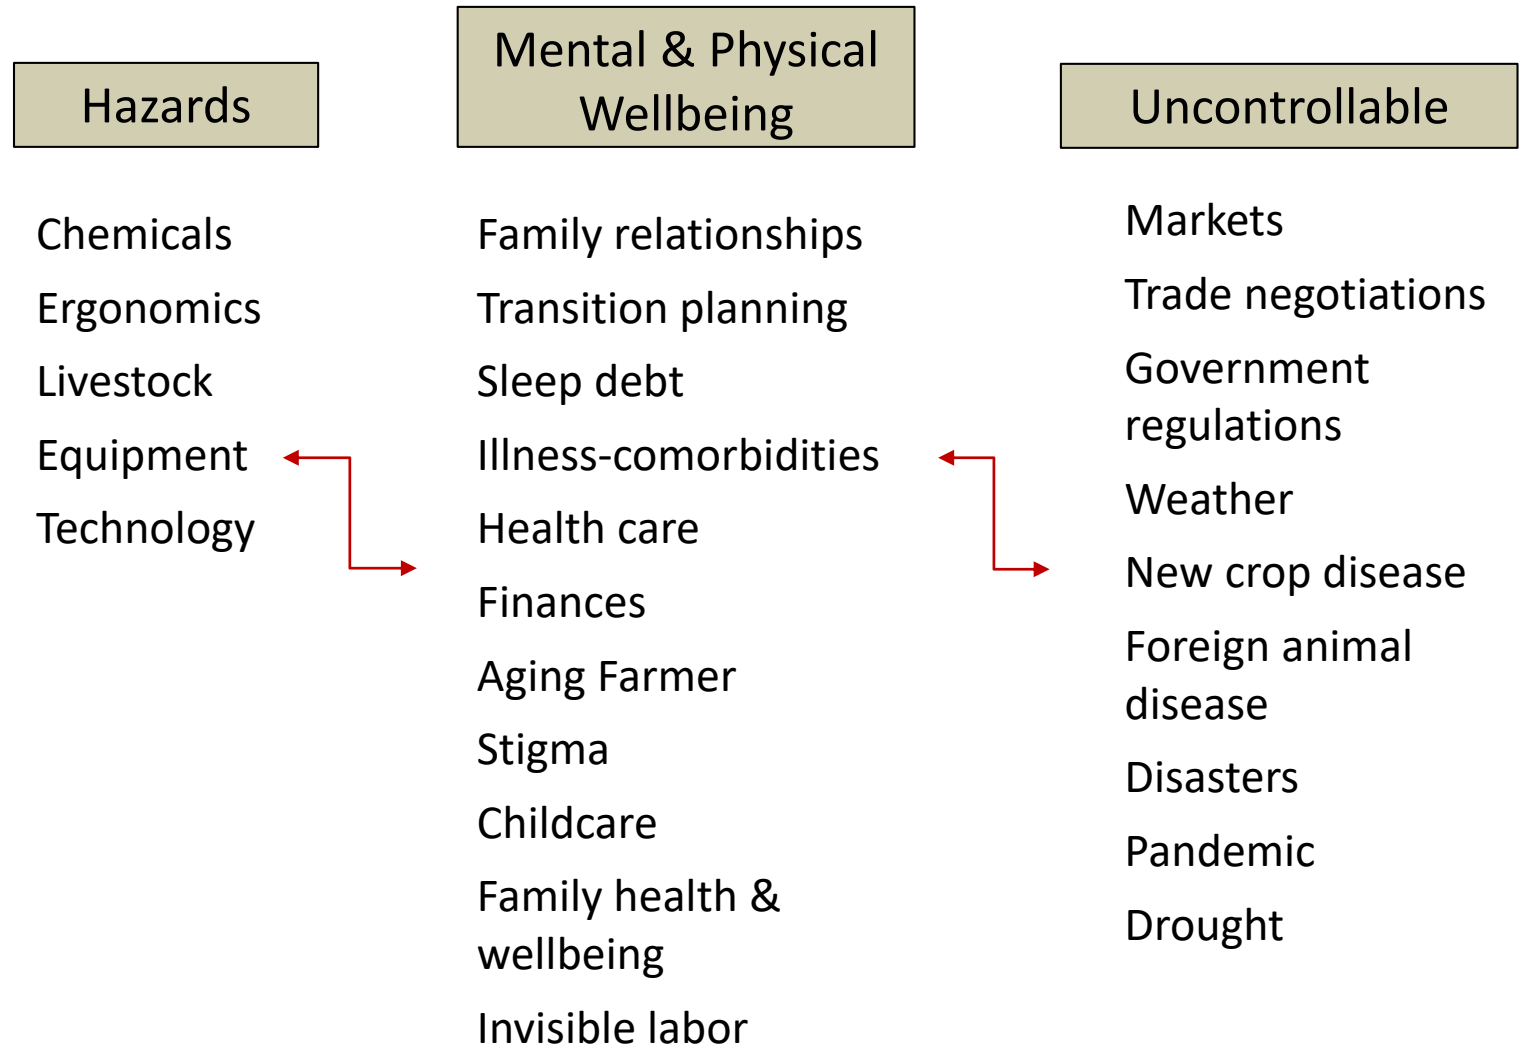 Hazards
Chemicals
Ergonomics
Livestock
Equipment
Technology
Mental & Physical
Wellbeing
Family relationships
Transition planning
Sleep debt
Illness-comorbidities
Health care
Finances
Aging Farmer
Stigma
Childcare
Family health &
wellbeing
Invisible labor
Uncontrollable
Markets
Trade negotiations
Government
regulations
Weather
New crop disease
Foreign animal
disease
Disasters
Pandemic
Drought